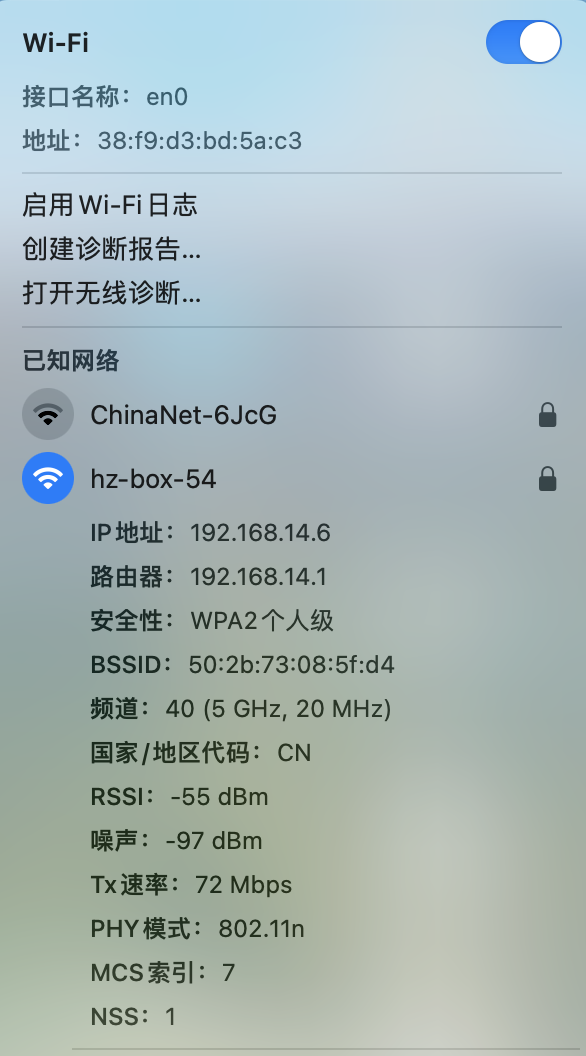 Wi-Fi
接口名称： en0
地址： 38:f9:d3:bd:5a:c3
启用 Wi-Fi 日志
创建诊断报告...
打开无线诊断...
已知网络
ChinaNet-6JcG
hz-box-54
IP 地址： 192.168.14.6
路由器： 192.168.14.1
安全性： WPA2 个人级
BSSID： 50:2b:73:08:5f:d4
频道： 40 (5 GHz, 20 MHz)
国家/地区代码： CN
RSSI： -55 dBm
噪声： -97 dBm
Tx 速率： 72 Mbps
PHY 模式： 802.11n
MCS 索引： 7
NSS： 1